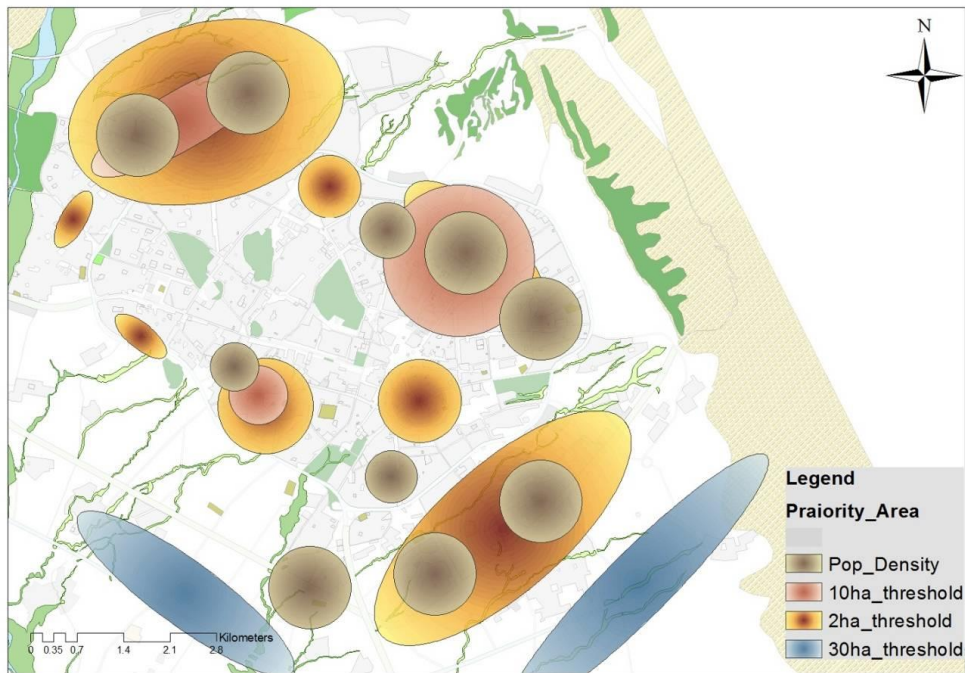 N
Legend
Praiority_Area
Pop_Density
10ha_threshold
2ha_threshold
30ha_threshold
Kilometers
0 0.35 0.7 1.4 2.1 2.8